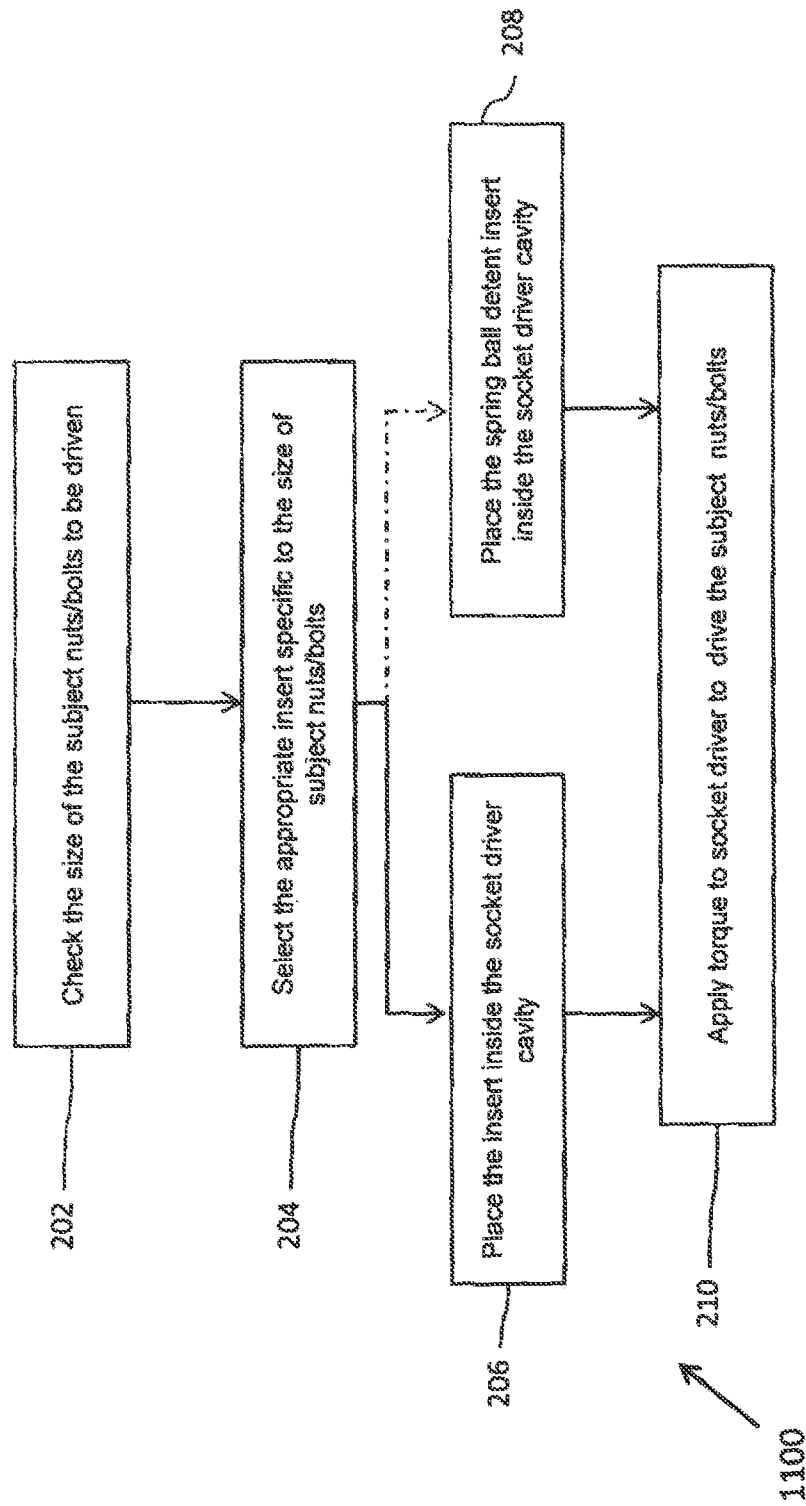 202
Check the size of the subject nuts/bolts to be driven
204
Select the appropriate insert specific to the size of
subject nuts/bolts
206
Place the insert inside the socket driver
cavity
208
Place the spring ball detent insert
inside the socket driver cavity
210
Apply torque to socket driver to drive the subject nuts/bolts
1100